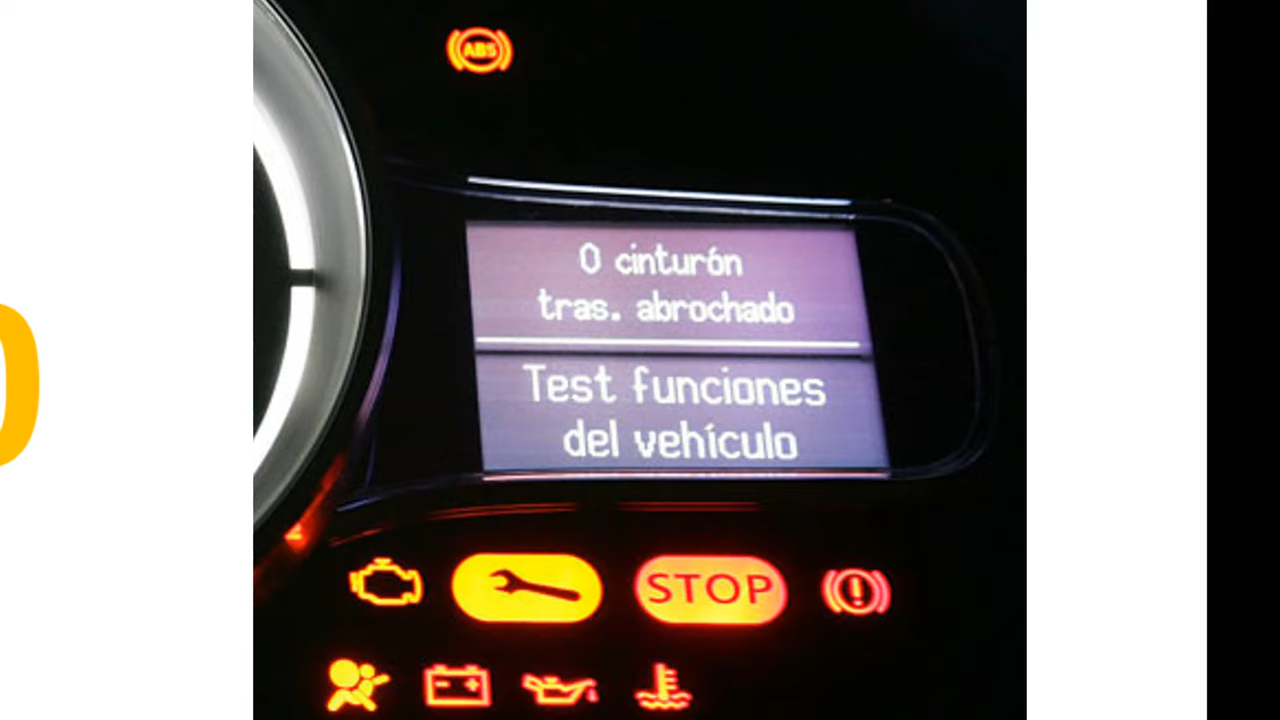 ABS
0 cinturón
tras. abrochado
Test funciones
del vehículo
STOP